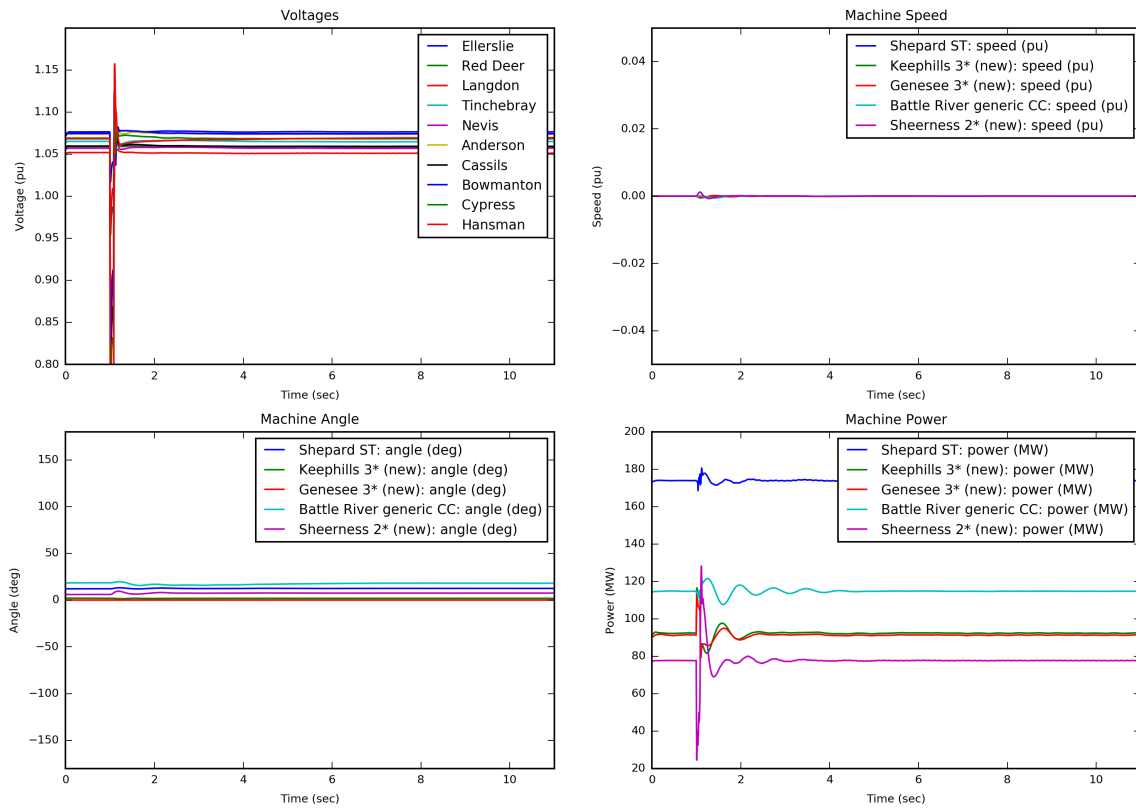 Voltages
1.15
1.10
1.05
1.00
0.95
0.90
0.85
0.80
Voltage (pu)
Ellerslie
Red Deer
Langdon
Tinchebray
Nevis
Anderson
Cassils
Bowmanton
Cypress
Hansman
0 2 4 6 8 10
Time (sec)
Machine Speed
0.04
0.02
0.00
−0.02
−0.04
Speed (pu)
Shepard ST: speed (pu)
Keephills 3* (new): speed (pu)
Genesee 3* (new): speed (pu)
Battle River generic CC: speed (pu)
Sheerness 2* (new): speed (pu)
0 2 4 6 8 10
Time (sec)
Machine Angle
150
100
50
0
−50
−100
−150
Angle (deg)
Shepard ST: angle (deg)
Keephills 3* (new): angle (deg)
Genesee 3* (new): angle (deg)
Battle River generic CC: angle (deg)
Sheerness 2* (new): angle (deg)
0 2 4 6 8 10
Time (sec)
Machine Power
200
180
160
140
120
100
80
60
40
20
Power (MW)
Shepard ST: power (MW)
Keephills 3* (new): power (MW)
Genesee 3* (new): power (MW)
Battle River generic CC: power (MW)
Sheerness 2* (new): power (MW)
0 2 4 6 8 10
Time (sec)